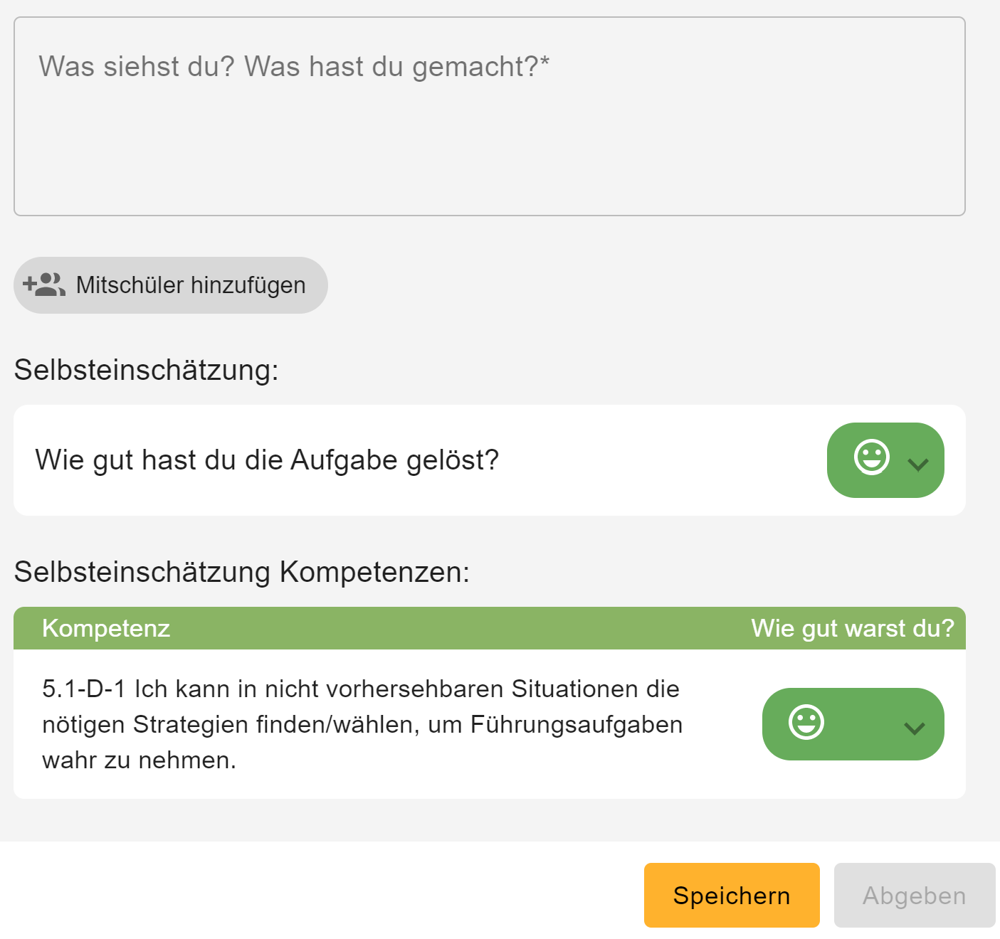 Was siehst du? Was hast du gemacht?*
Mitschüler hinzufügen
Selbsteinschätzung:
Wie gut hast du die Aufgabe gelöst?
Selbsteinschätzung Kompetenzen:
Kompetenz Wie gut warst du?
5.1-D-1 Ich kann in nicht vorhersehbaren Situationen die
nötigen Strategien finden/wählen, um Führungsaufgaben
wahr zu nehmen.
Speichern Abgeben